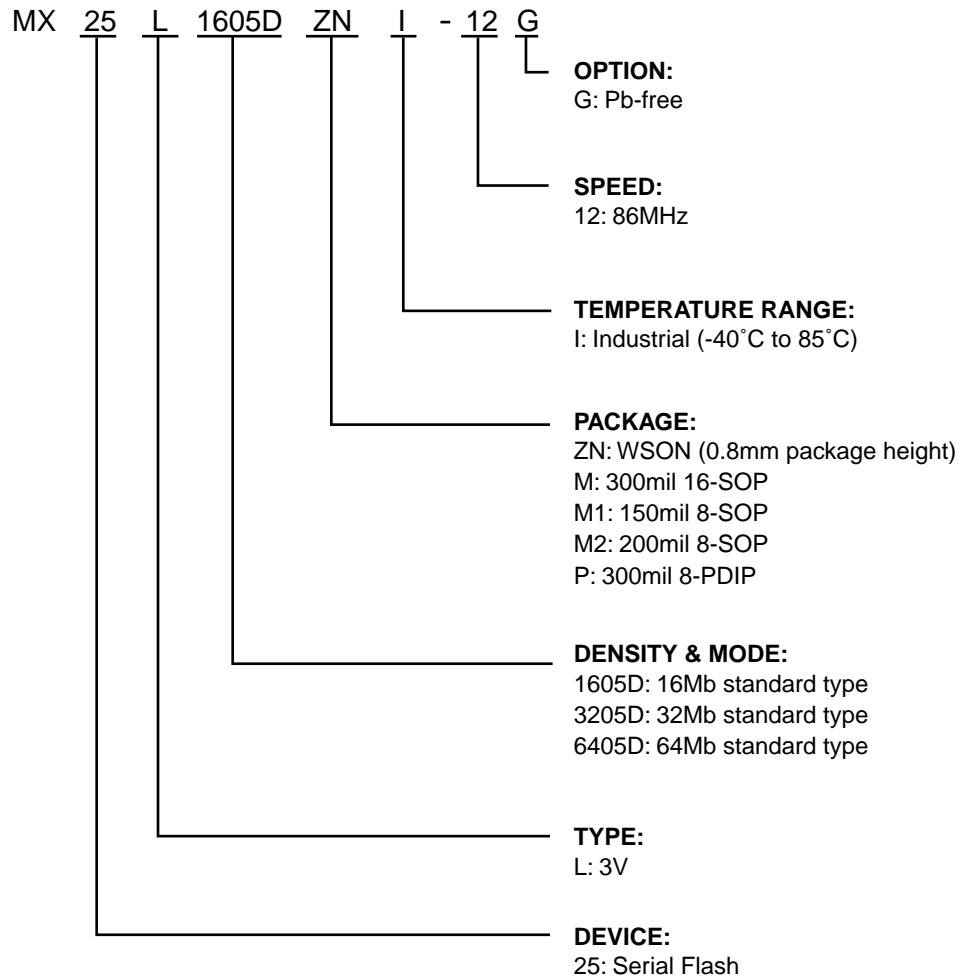 MX 25 L 1605D ZN I - 12 G
OPTION:
G: Pb-free
SPEED:
12: 86MHz
TEMPERATURE RANGE:
I: Industrial (-40˚C to 85˚C)
PACKAGE:
ZN: WSON (0.8mm package height)
M: 300mil 16-SOP
M1: 150mil 8-SOP
M2: 200mil 8-SOP
P: 300mil 8-PDIP
DENSITY & MODE:
1605D: 16Mb standard type
3205D: 32Mb standard type
6405D: 64Mb standard type
TYPE:
L: 3V
DEVICE:
25: Serial Flash